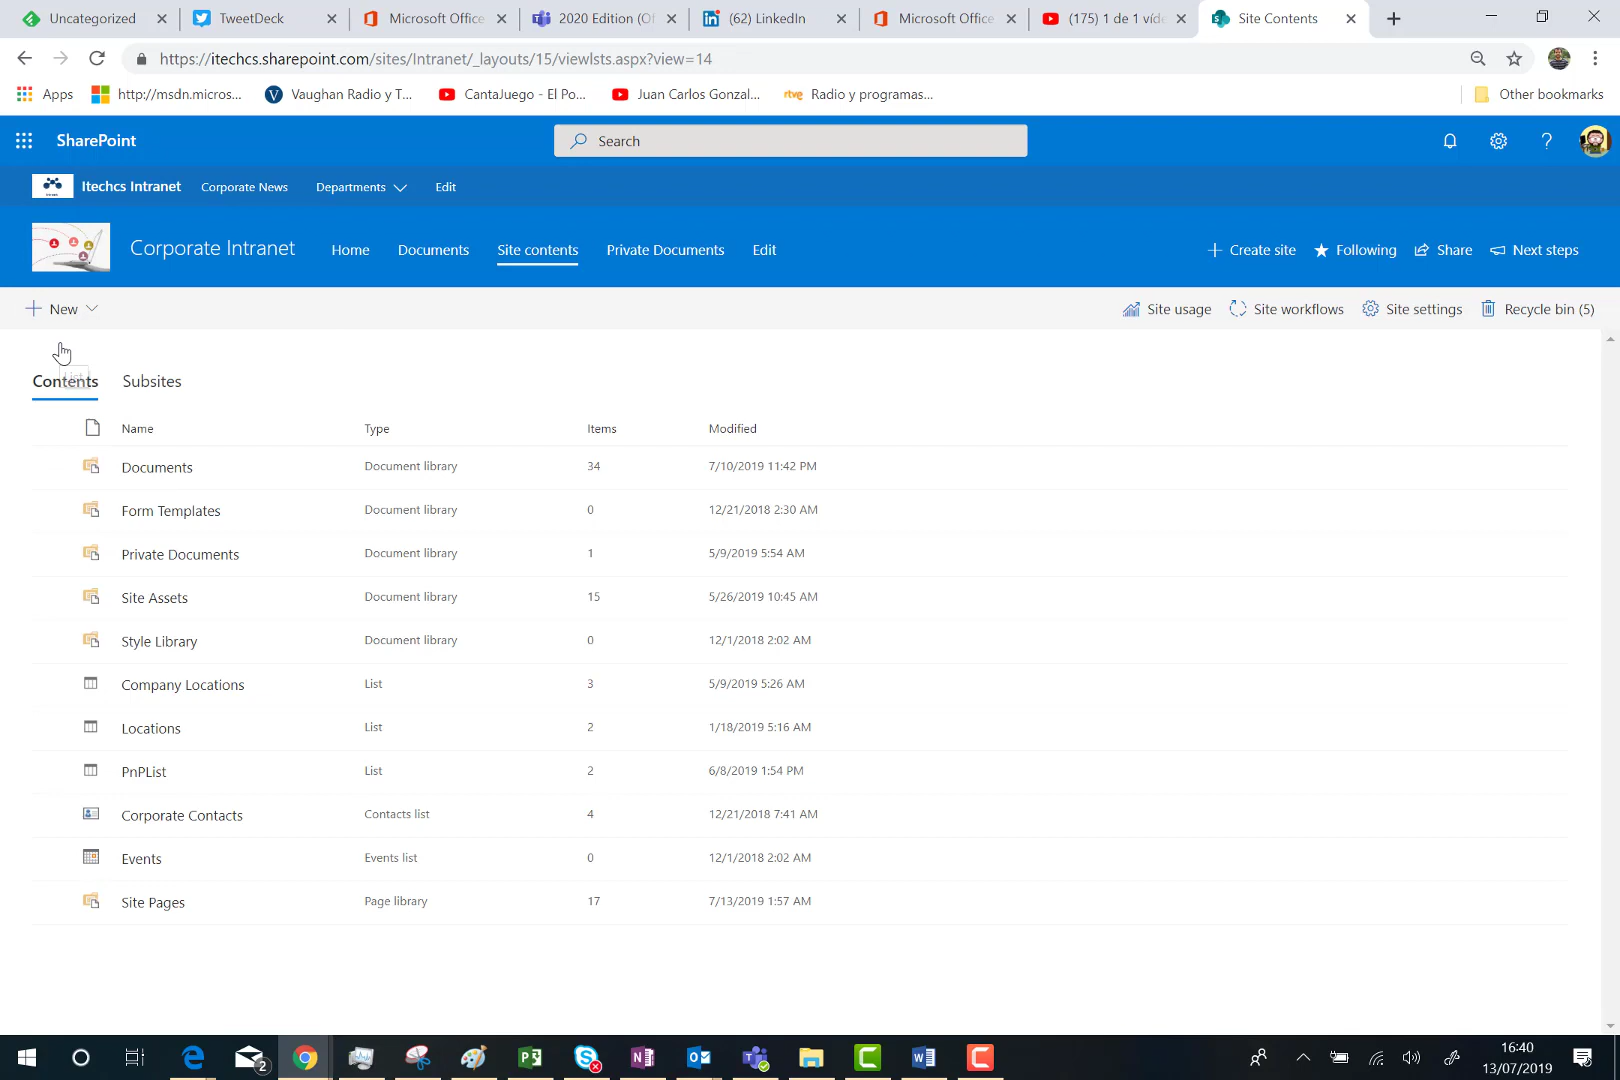 Uncategorized
TweetDeck
Microsoft Office
2020 Edition (Of
(62) LinkedIn
Microsoft Office
(175) 1 de 1 víde
Site Contents
https://itechcs.sharepoint.com/sites/Intranet/_layouts/15/viewlsts.aspx?view=14
Apps
http://msdn.micros...
Vaughan Radio y T...
CantaJuego - El Po...
Juan Carlos Gonzal...
rtve Radio y programas...
Other bookmarks
SharePoint
Search
Itechcs Intranet
Corporate News
Departments
Edit
Corporate Intranet
Home
Documents
Site contents
Private Documents
Edit
Create site
Following
Share
Next steps
New
Site usage
Site workflows
Site settings
Recycle bin (5)
Contents
Subsites
Name Type Items Modified
Documents Document library 34 7/10/2019 11:42 PM
Form Templates Document library 0 12/21/2018 2:30 AM
Private Documents Document library 1 5/9/2019 5:54 AM
Site Assets Document library 15 5/26/2019 10:45 AM
Style Library Document library 0 12/1/2018 2:02 AM
Company Locations List 3 5/9/2019 5:26 AM
Locations List 2 1/18/2019 5:16 AM
PnPList List 2 6/8/2019 1:54 PM
Corporate Contacts Contacts list 4 12/21/2018 7:41 AM
Events Events list 0 12/1/2018 2:02 AM
Site Pages Page library 17 7/13/2019 1:57 AM
2
16:40
13/07/2019